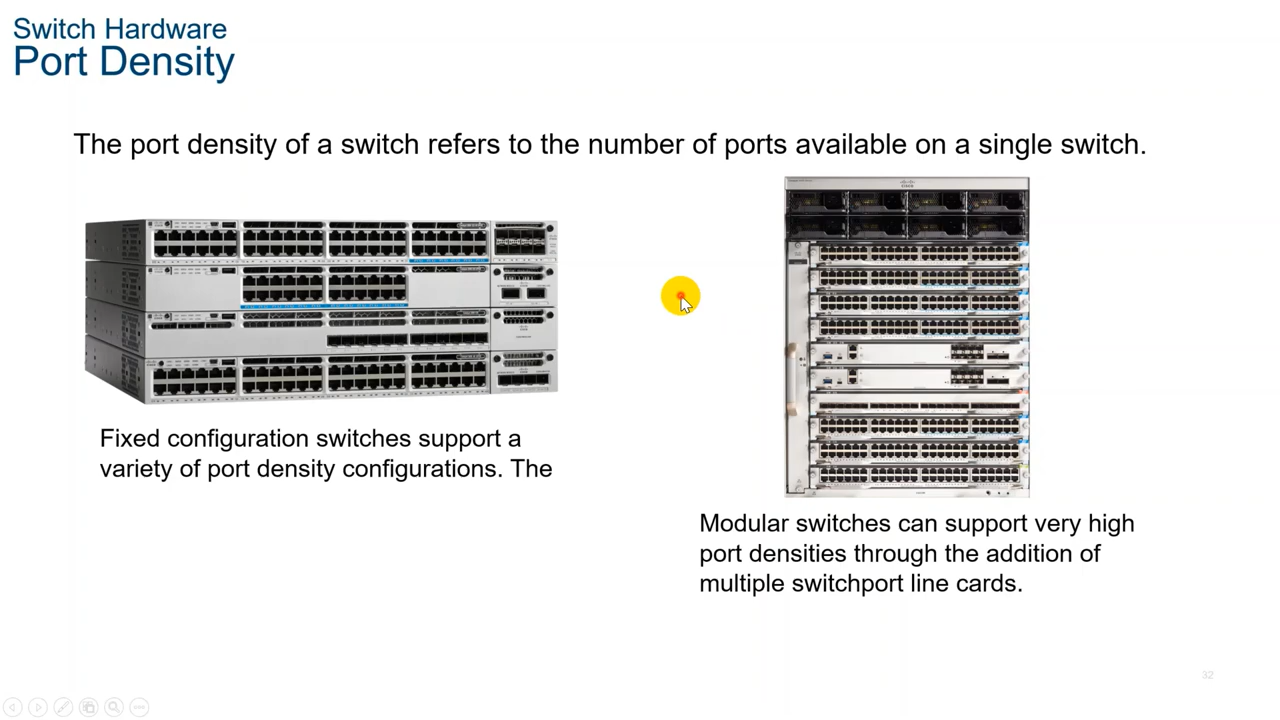 Switch Hardware
Port Density
The port density of a switch refers to the number of ports available on a single switch.
CISCO
Fixed configuration switches support a
variety of port density configurations. The
Modular switches can support very high
port densities through the addition of
multiple switchport line cards.
32